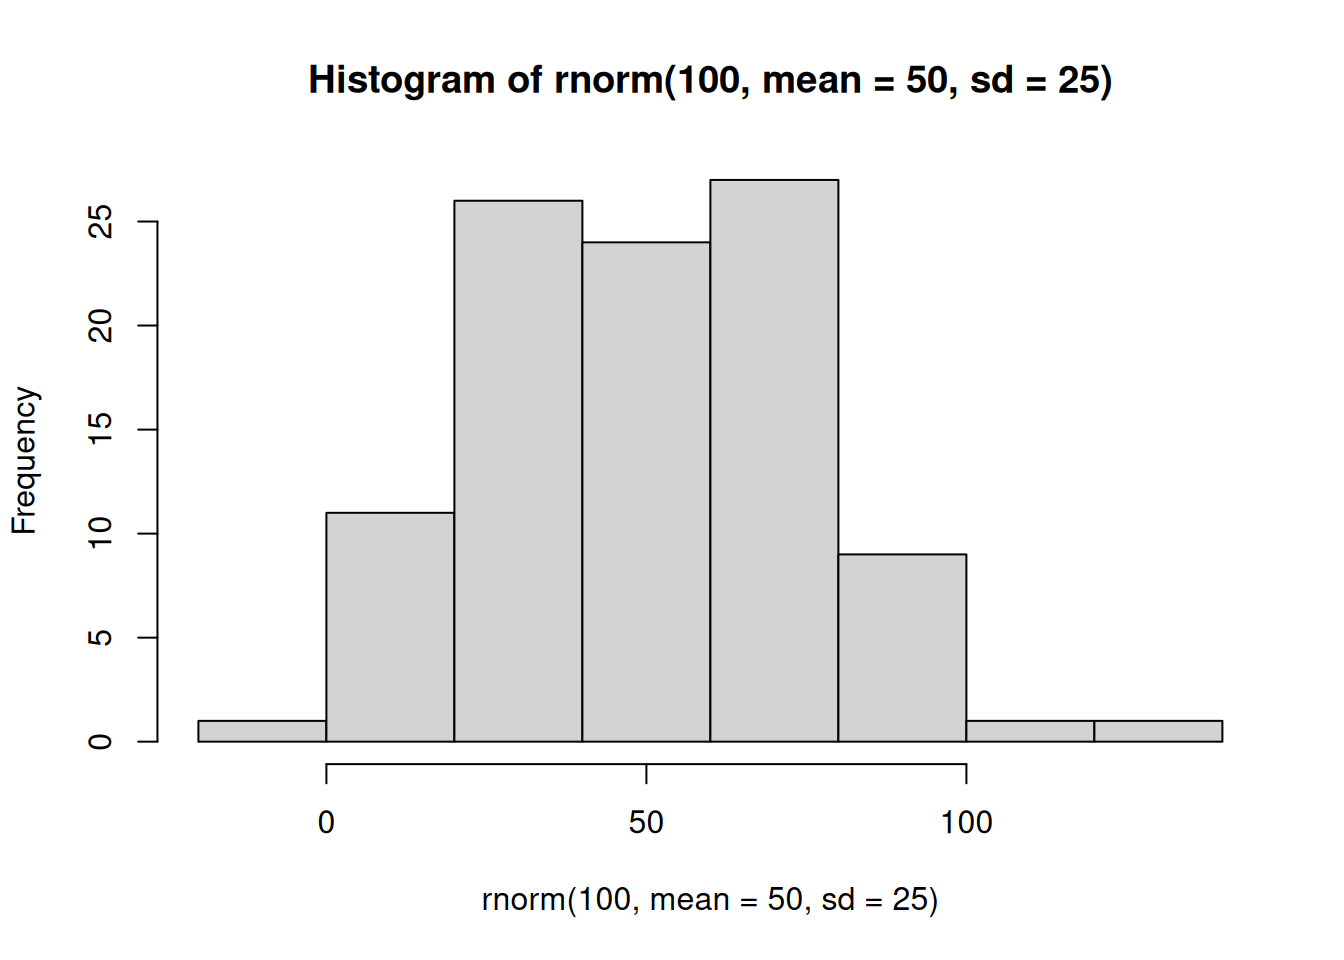 Histogram of rnorm(100, mean = 50, sd = 25)
Frequency
25
20
15
10
5
0
0 50 100
rnorm(100, mean = 50, sd = 25)